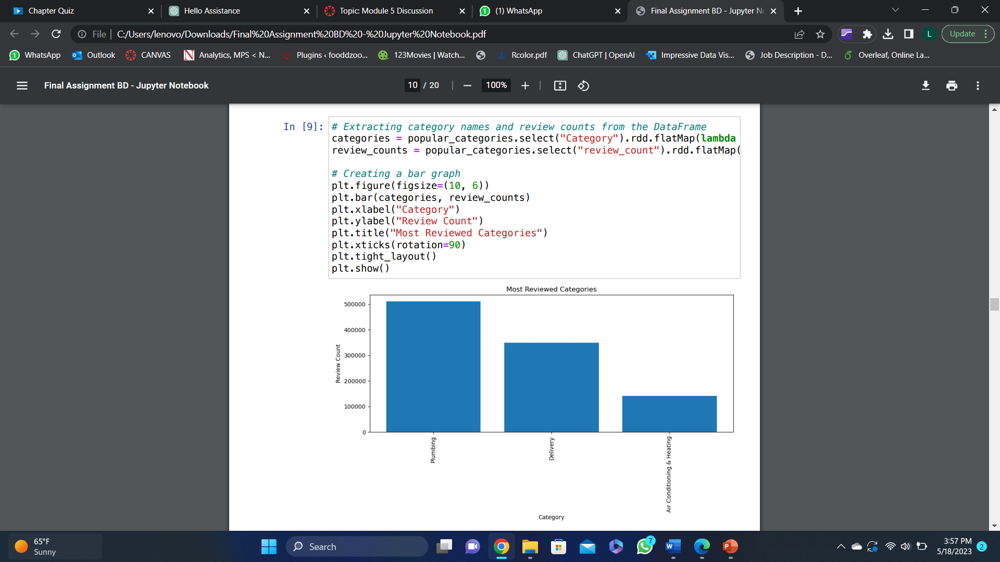 Chapter Quiz
Hello Assistance
Topic: Module 5 Discussion
(1) WhatsApp
Final Assignment BD - Jupyter No
File | C:/Users/lenovo/Downloads/Final%20Assignment%20BD%20-%20Jupyter%20Notebook.pdf
L
Update
WhatsApp
Outlook
CANVAS
Analytics, MPS < N...
Plugins ‹ fooddzoo...
123Movies | Watch...
Rcolor.pdf
ChatGPT | OpenAI
Impressive Data Vis...
Job Description - D...
Overleaf, Online La...
Final Assignment BD - Jupyter Notebook
10 / 20
100%
In [9]:
# Extracting category names and review counts from the DataFrame
categories = popular_categories.select("Category").rdd.flatMap(lambda
review_counts = popular_categories.select("review_count").rdd.flatMap(
# Creating a bar graph
plt.figure(figsize=(10, 6))
plt.bar(categories, review_counts)
plt.xlabel("Category")
plt.ylabel("Review Count")
plt.title("Most Reviewed Categories")
plt.xticks(rotation=90)
plt.tight_layout()
plt.show()
Most Reviewed Categories
500000
400000
300000
200000
100000
0
Review Count
Plumbing
Delivery
Air Conditioning & Heating
Category
65°F
Sunny
Search
7
3:57 PM
5/18/2023
2